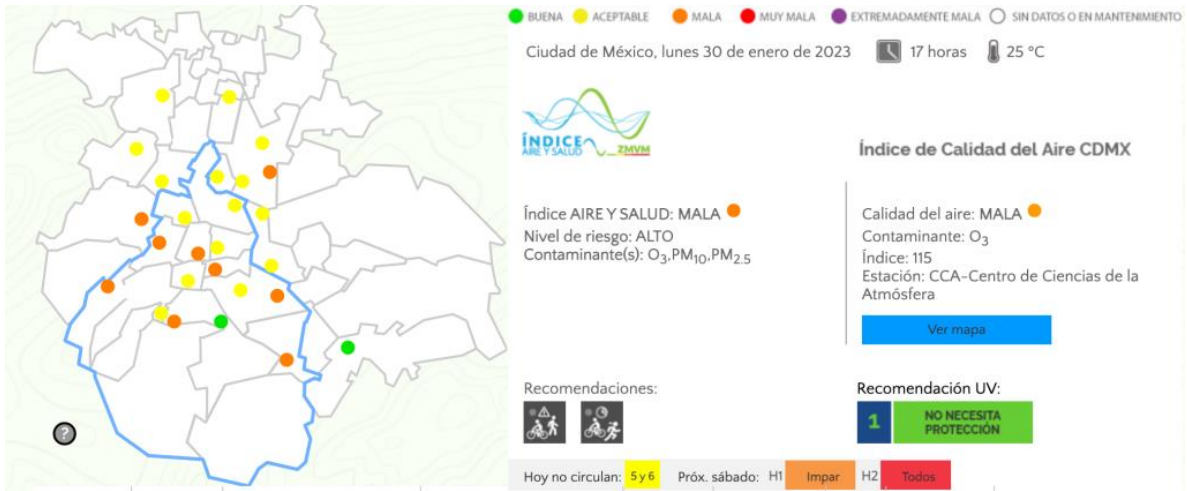 BUENA ACEPTABLE MALA MUY MALA EXTREMADAMENTE MALA SIN DATOS O EN MANTENIMIENTO
Ciudad de México, lunes 30 de enero de 2023 17 horas 25 °C
ÍNDICE
AIRE Y SALUD ZMVM
Índice de Calidad del Aire CDMX
Índice AIRE Y SALUD: MALA
Nivel de riesgo: ALTO
Contaminante(s): O₃,PM₁₀,PM₂.₅
Calidad del aire: MALA
Contaminante: O₃
Índice: 115
Estación: CCA-Centro de Ciencias de la
Atmósfera
Ver mapa
Recomendaciones:
Recomendación UV:
1 NO NECESITA
PROTECCIÓN
?
Hoy no circulan: 5 y 6 Próx. sábado: H1 Impar H2 Todos